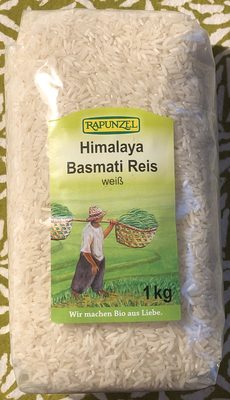 RAPUNZEL
Himalaya
Basmati Reis
weiß
1 kg
Wir machen Bio aus Liebe.